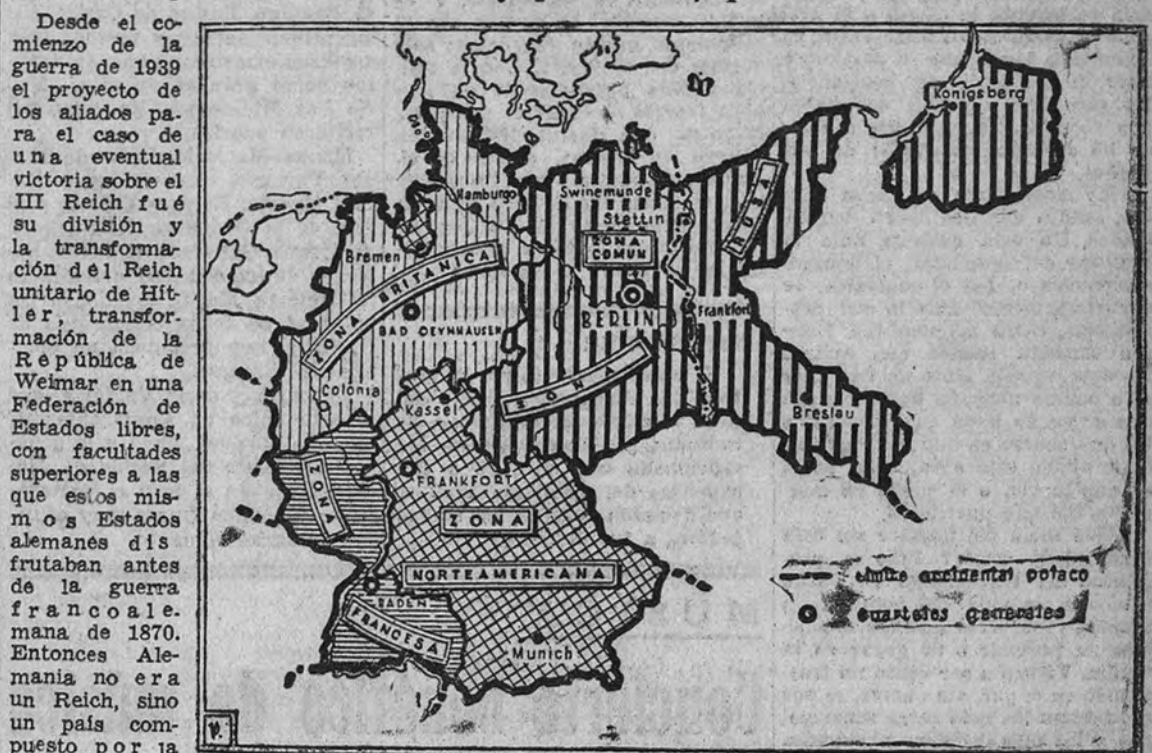 Desde el co-
mienzo de la
guerra de 1939
el proyecto de
los aliados pa-
ra el caso de
una eventual
victoria sobre el
III Reich fué
su división y
la transforma-
ción del Reich
unitario de Hít-
ler, transfor-
mación de la
República de
Weimar en una
Federación de
Estados libres,
con facultades
superiores a las
que estos mis-
mos Estados
alemanes dis
frutaban antes
de la guerra
francoale.
mana de 1870.
Entonces Ale-
mania no era
un Reich, sino
un país com-
puesto por la
Konigsberg
Hamburgo
Swinemunde
Stettin
RUSA
ZONA
COMUN
Bremen
ZONA BRITANICA
BAD OEYNHAUSEN
BERLIN
Frankfort
ZONA
Colonia
Kassel
Breslau
ZONA
FRANKFORT
ZONA
NORTEAMERICANA
BADEN
FRANCESA
Munich
límite occidental polaco
cuarteles generales